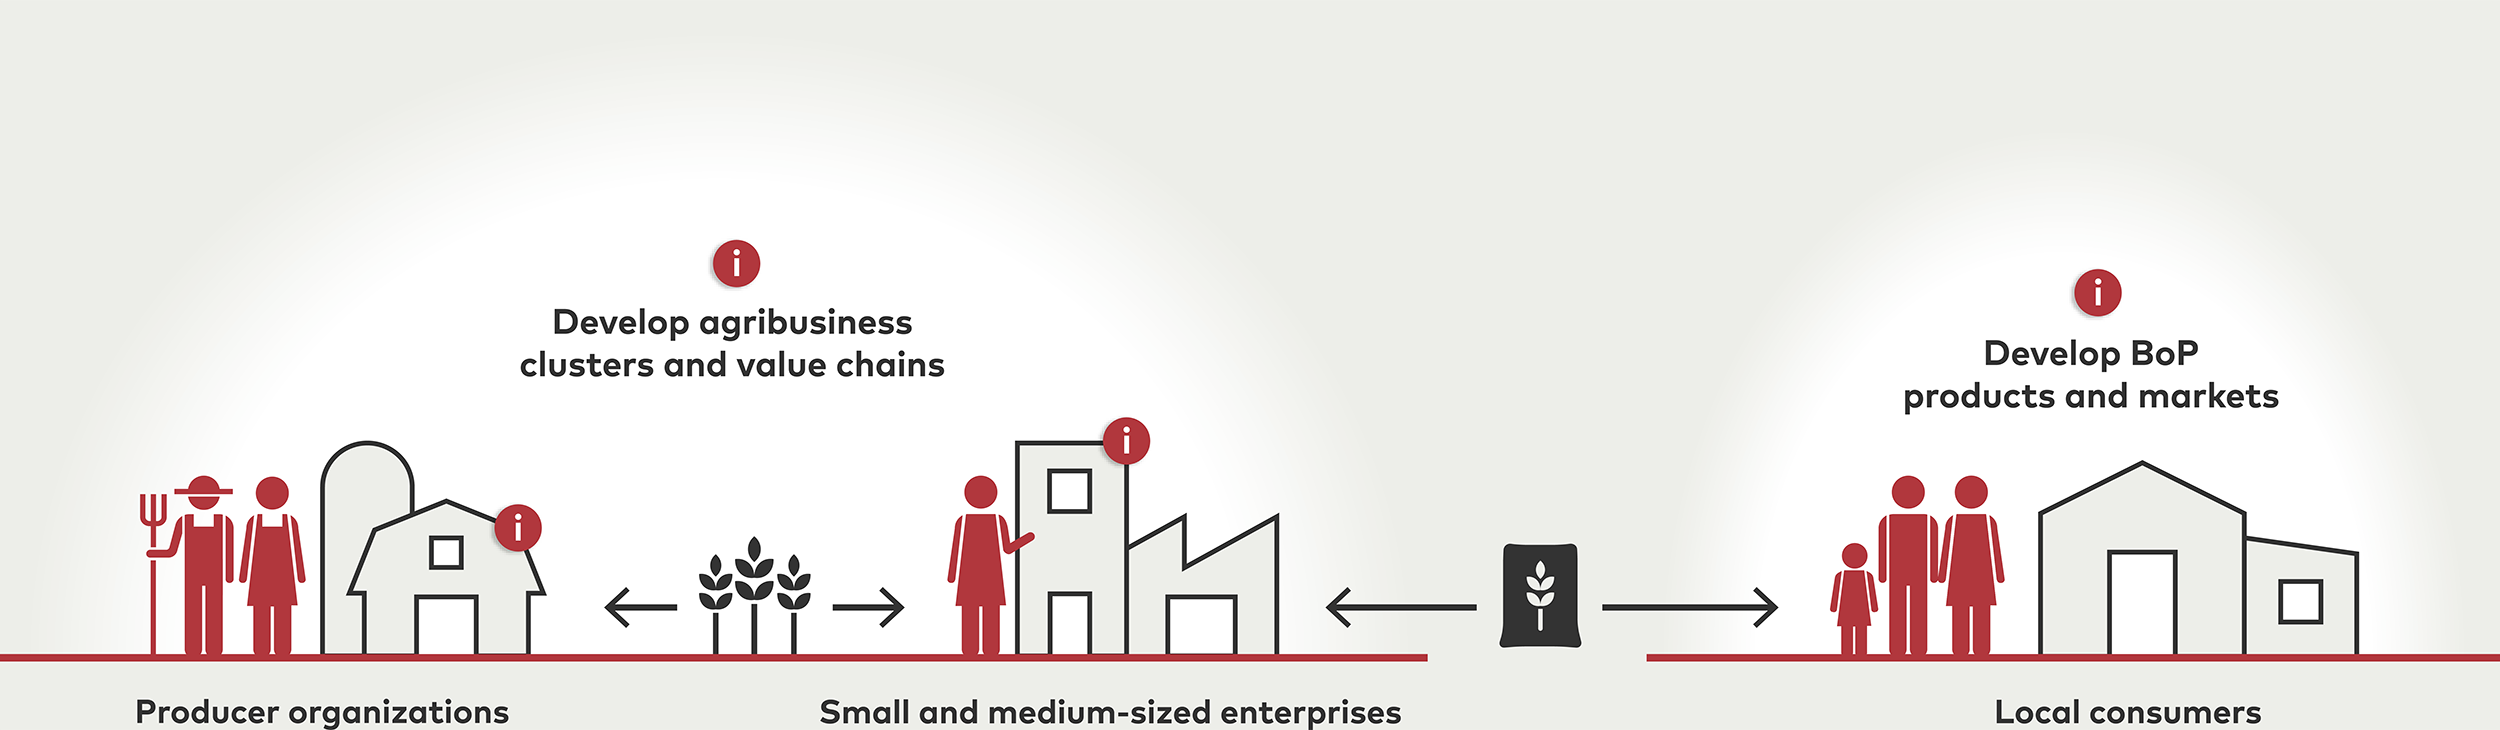 Develop agribusiness
clusters and value chains
Develop BoP
products and markets
Producer organizations
Small and medium-sized enterprises
Local consumers